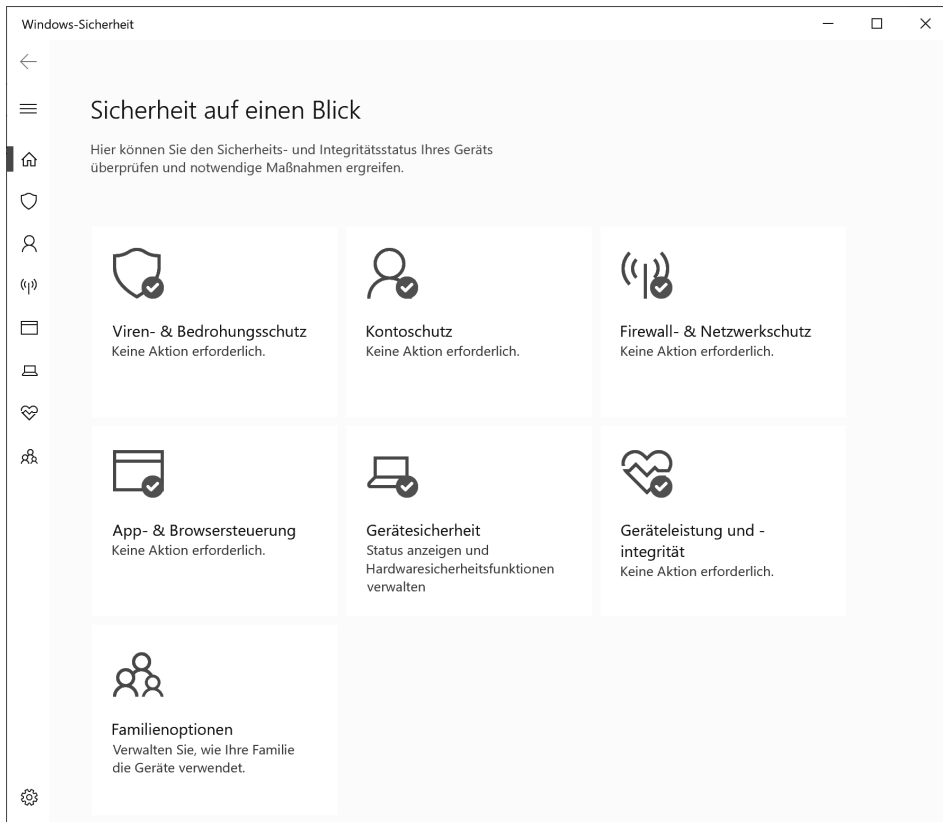 Windows-Sicherheit
Sicherheit auf einen Blick
Hier können Sie den Sicherheits- und Integritätsstatus Ihres Geräts
überprüfen und notwendige Maßnahmen ergreifen.
Viren- & Bedrohungsschutz
Keine Aktion erforderlich.
Kontoschutz
Keine Aktion erforderlich.
Firewall- & Netzwerkschutz
Keine Aktion erforderlich.
App- & Browsersteuerung
Keine Aktion erforderlich.
Gerätesicherheit
Status anzeigen und
Hardwaresicherheitsfunktionen
verwalten
Geräteleistung und -
integrität
Keine Aktion erforderlich.
Familienoptionen
Verwalten Sie, wie Ihre Familie
die Geräte verwendet.